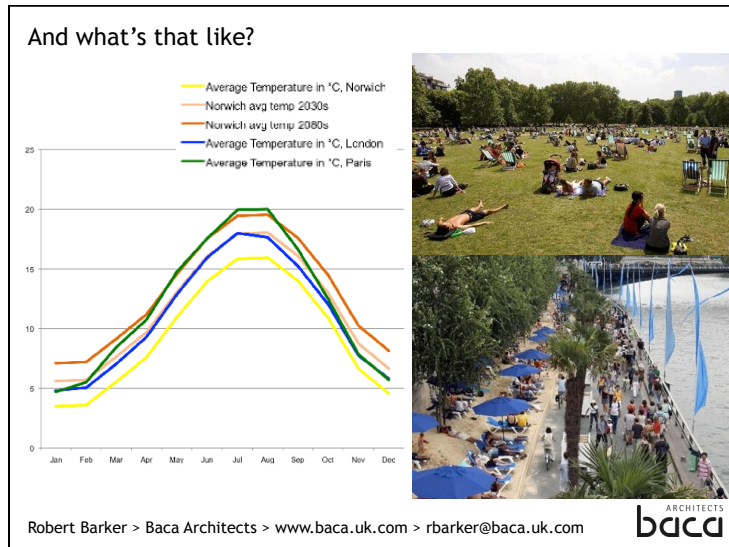 And what’s that like?
Average Temperature in °C, Norwich
Norwich avg temp 2030s
Norwich avg temp 2080s
Average Temperature in °C, London
Average Temperature in °C, Paris
25
20
15
10
5
0
Jan Feb Mar Apr May Jun Jul Aug Sep Oct Nov Dec
Robert Barker > Baca Architects > www.baca.uk.com > rbarker@baca.uk.com
ARCHITECTS
baca